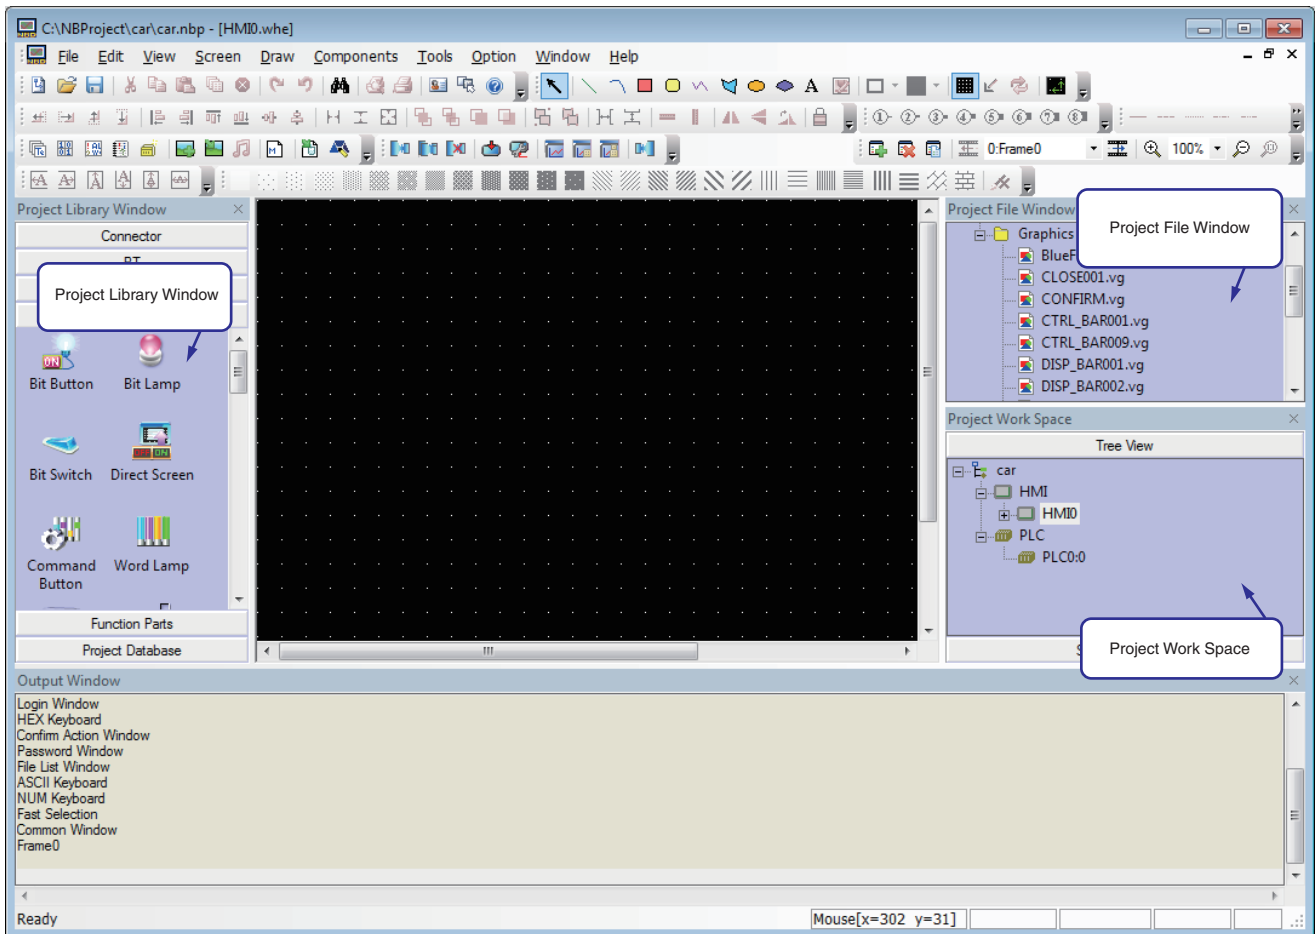 C:\NBProject\car\car.nbp - [HMI0.whe]
File Edit View Screen Draw Components Tools Option Window Help
0:Frame0 100%
Project Library Window
Connector
Project Library Window
Bit Button Bit Lamp
Bit Switch Direct Screen
Command Button Word Lamp
Function Parts
Project Database
Project File Window
Project File Window
Graphics
CLOSE001.vg
CONFIRM.vg
CTRL_BAR001.vg
CTRL_BAR009.vg
DISP_BAR001.vg
DISP_BAR002.vg
Project Work Space
Tree View
car
HMI
HMI0
PLC
PLC0:0
Project Work Space
Output Window
Login Window
HEX Keyboard
Confirm Action Window
Password Window
File List Window
ASCII Keyboard
NUM Keyboard
Fast Selection
Common Window
Frame0
Ready
Mouse[x=302 y=31]